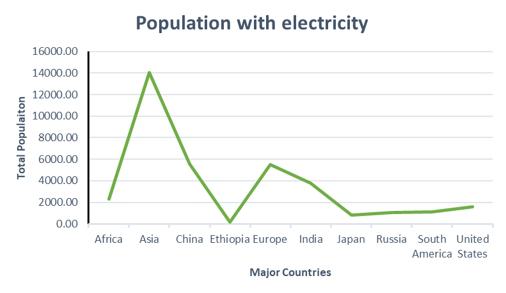 Population with electricity
16000.00
14000.00
12000.00
10000.00
8000.00
6000.00
4000.00
2000.00
0.00
Total Populaiton
Africa Asia China Ethiopia Europe India Japan Russia South America United States
Major Countries